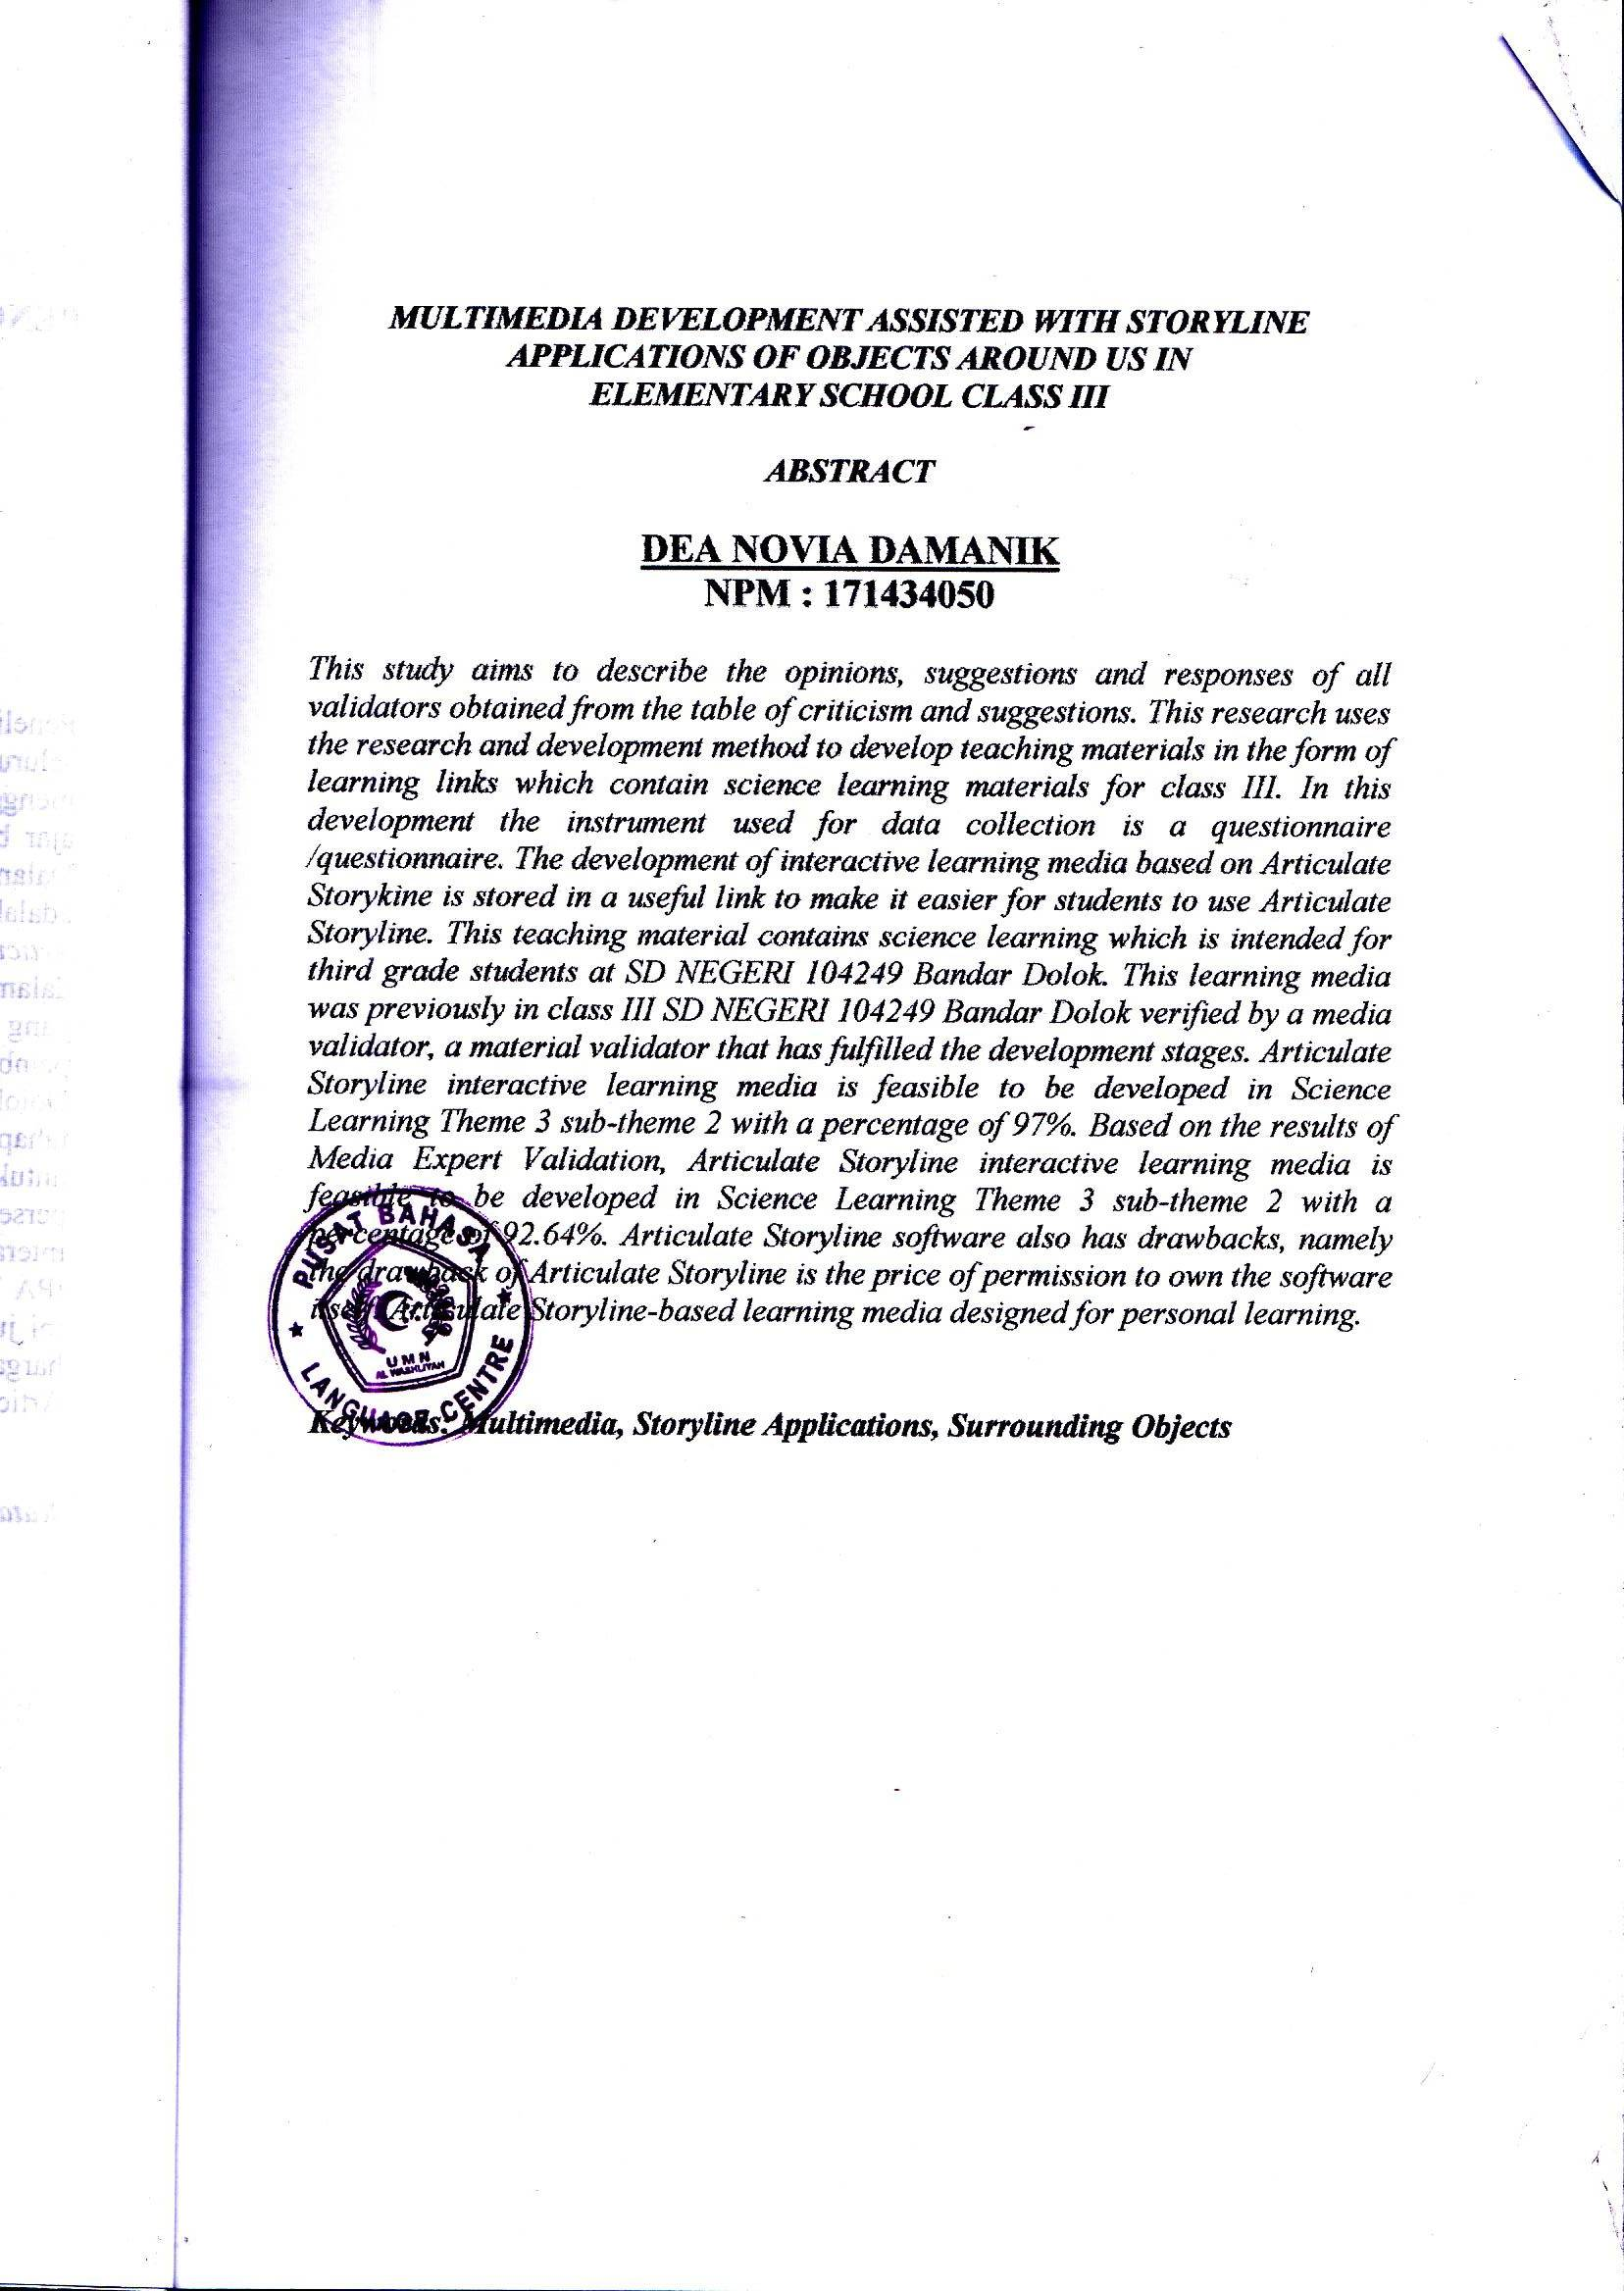 MULTIMEDIA DEVELOPMENT ASSISTED WITH STORYLINE
APPLICATIONS OF OBJECTS AROUND US IN
ELEMENTARY SCHOOL CLASS III
ABSTRACT
DEA NOVIA DAMANIK
NPM : 171434050
This study aims to describe the opinions, suggestions and responses of all
validators obtained from the table of criticism and suggestions. This research uses
the research and development method to develop teaching materials in the form of
learning links which contain science learning materials for class III. In this
development the instrument used for data collection is a questionnaire
/questionnaire. The development of interactive learning media based on Articulate
Storykine is stored in a useful link to make it easier for students to use Articulate
Storyline. This teaching material contains science learning which is intended for
third grade students at SD NEGERI 104249 Bandar Dolok. This learning media
was previously in class III SD NEGERI 104249 Bandar Dolok verified by a media
validator, a material validator that has fulfilled the development stages. Articulate
Storyline interactive learning media is feasible to be developed in Science
Learning Theme 3 sub-theme 2 with a percentage of 97%. Based on the results of
Media Expert Validation, Articulate Storyline interactive learning media is
feasible to be developed in Science Learning Theme 3 sub-theme 2 with a
percentage of 92.64%. Articulate Storyline software also has drawbacks, namely
the drawback of Articulate Storyline is the price of permission to own the software
itself. Articulate Storyline-based learning media designed for personal learning.
PUSAT BAHASA
UMN
AL WASHLIYAH
LANGUAGE CENTRE
Keywords: Multimedia, Storyline Applications, Surrounding Objects